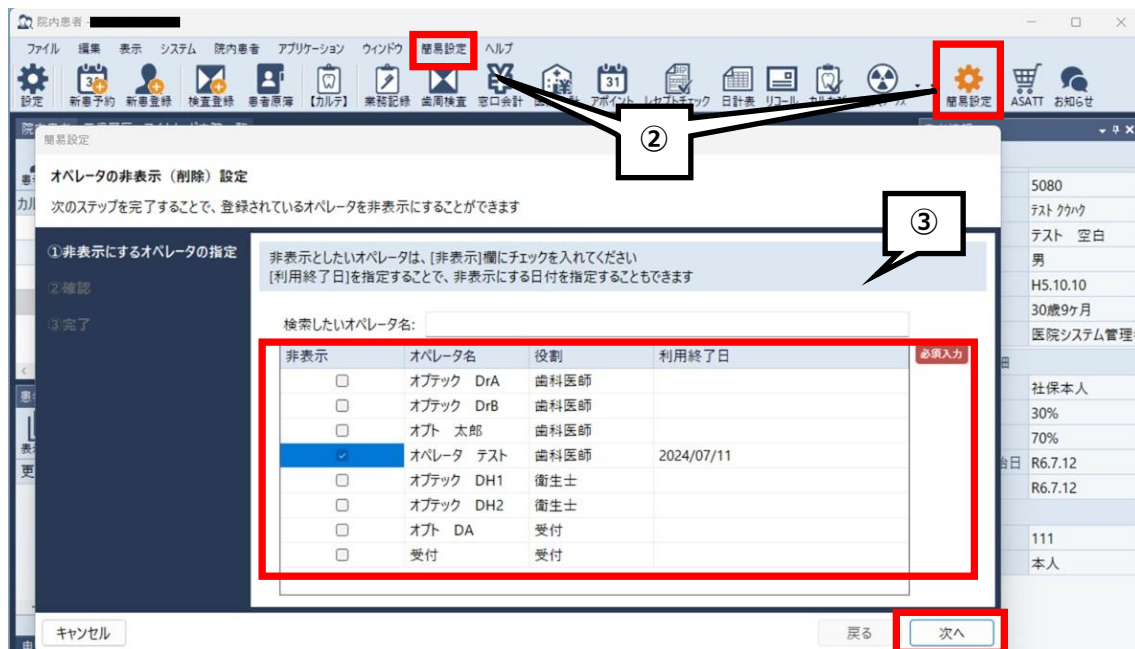 院内患者 -
ファイル 編集 表示 システム 院内患者 アプリケーション ウィンドウ 簡易設定 ヘルプ
設定 新患予約 新患登録 検査登録 患者原簿 【カルテ】 業務記録 歯周検査 窓口会計 アポイント レセプトチェック 日計表 リコール 簡易設定 ASATT お知らせ
②
簡易設定
オペレータの非表示（削除）設定
次のステップを完了することで、登録されているオペレータを非表示にすることができます
③
①非表示にするオペレータの指定
②確認
③完了
非表示としたいオペレータは、[非表示]欄にチェックを入れてください
[利用終了日]を指定することで、非表示にする日付を指定することもできます
検索したいオペレータ名:
非表示 オペレータ名 役割 利用終了日 必須入力
オプテック DrA 歯科医師
オプテック DrB 歯科医師
オプト 太郎 歯科医師
オペレータ テスト 歯科医師 2024/07/11
オプテック DH1 衛生士
オプテック DH2 衛生士
オプト DA 受付
受付 受付
キャンセル 戻る 次へ
5080
テスト クウハク
テスト 空白
男
H5.10.10
30歳9ヶ月
医院システム管理
社保本人
30%
70%
R6.7.12
R6.7.12
111
本人